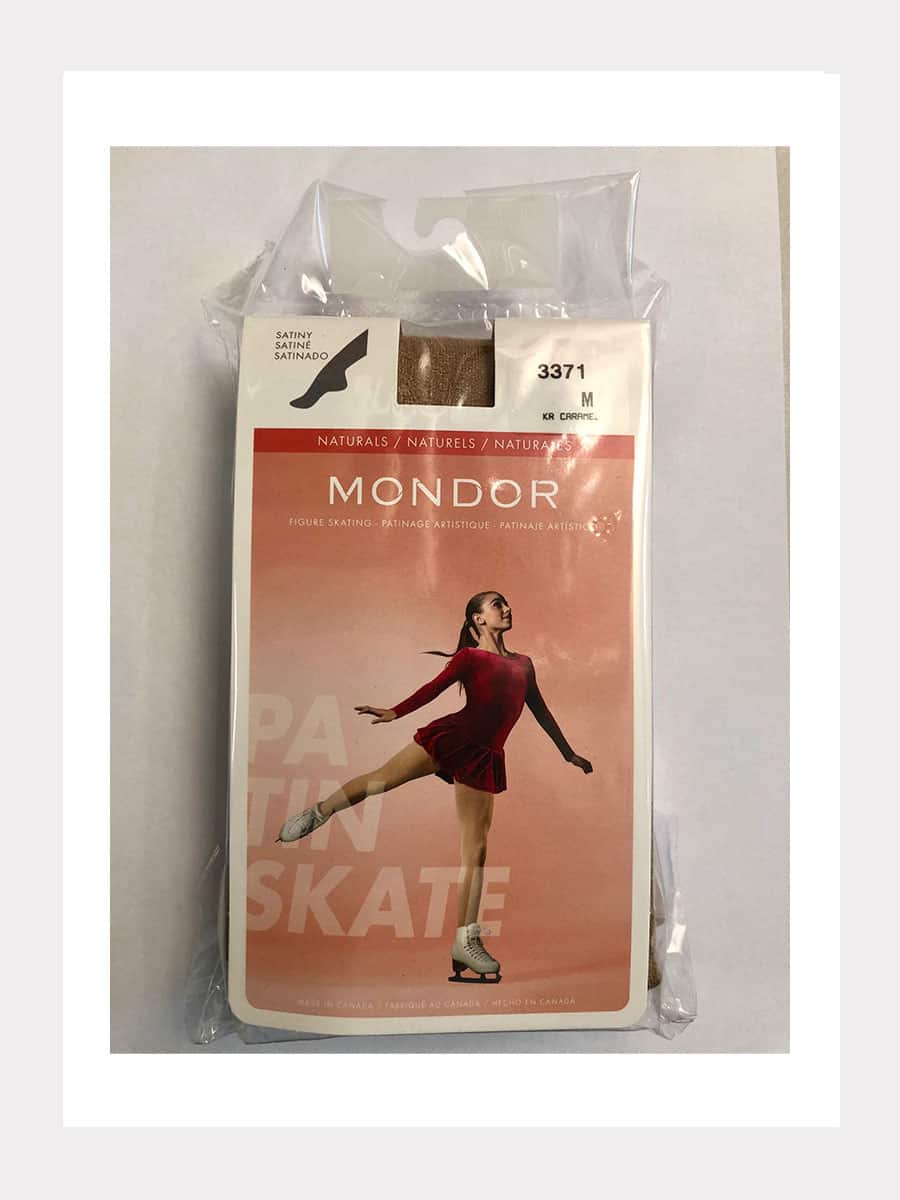 SATINY
SATINÉ
SATINADO
3371
M
KR CARAMEL
NATURALS / NATURELS / NATURALES
MONDOR
FIGURE SKATING - PATINAGE ARTISTIQUE - PATINAJE ARTÍSTICO
PA
TIN
SKATE
MADE IN CANADA / FABRIQUÉ AU CANADA / HECHO EN CANADA